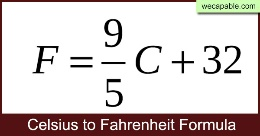 wecapable.com
F = 9/5 C + 32
Celsius to Fahrenheit Formula